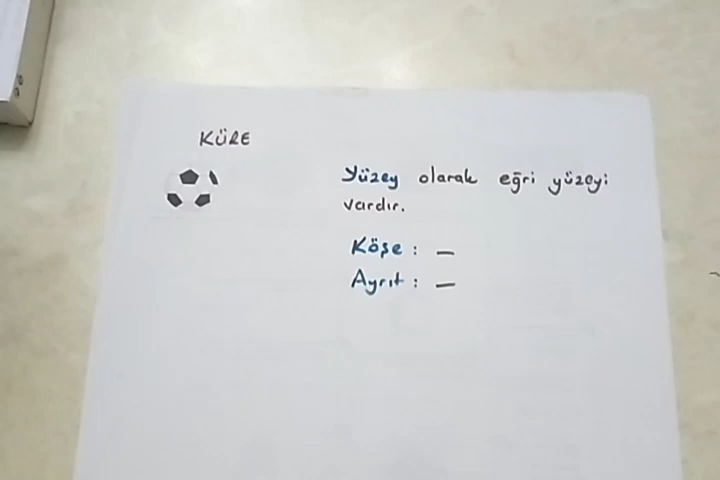 KÜRE
Yüzey olarak eğri yüzeyi
vardır.
Köşe : —
Ayrıt : —